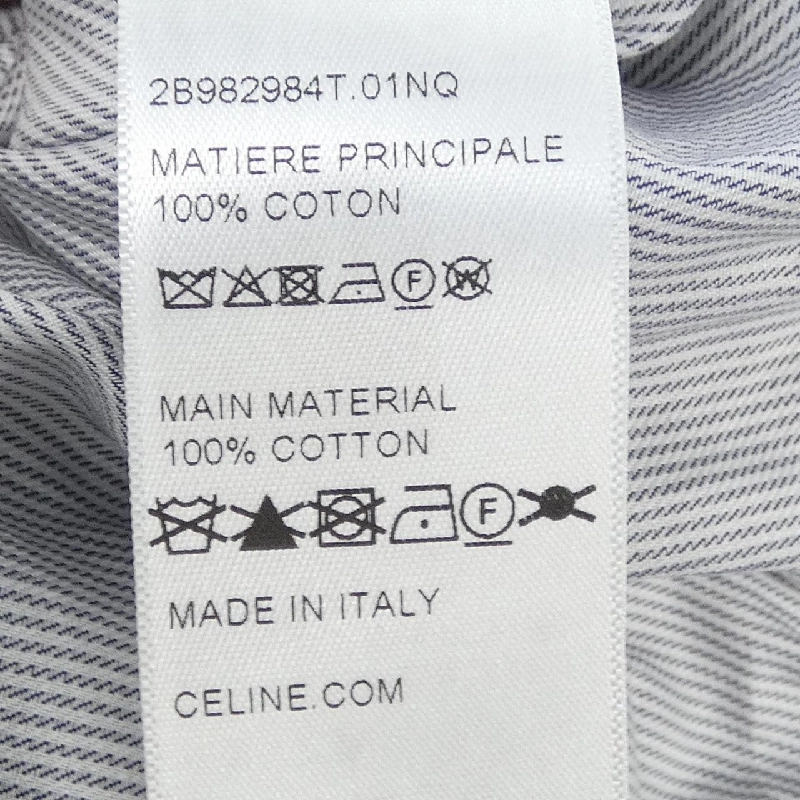 2B982984T.01NQ
MATIERE PRINCIPALE
100% COTON
F W
MAIN MATERIAL
100% COTTON
F
MADE IN ITALY
CELINE.COM